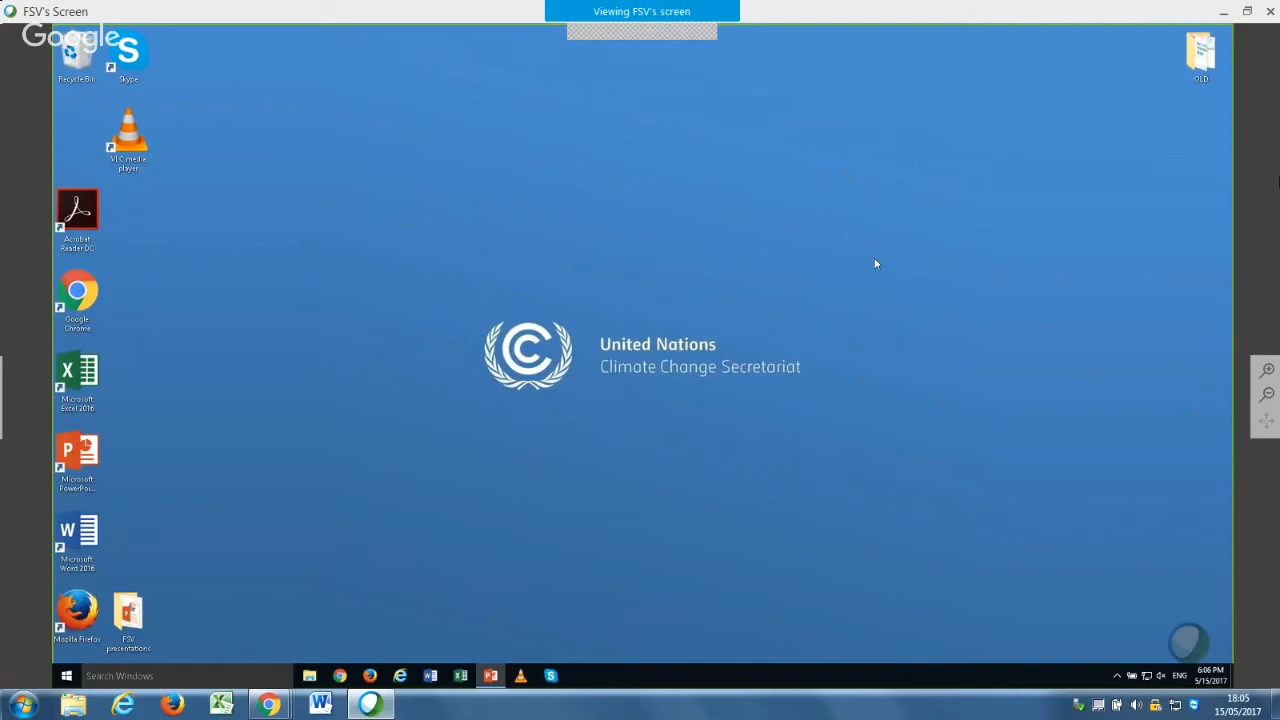 FSV's Screen
Viewing FSV's screen
Google
Recycle Bin
Skype
OLD
VLC media
player
Acrobat
Reader DC
Google
Chrome
United Nations
Climate Change Secretariat
Microsoft
Excel 2016
Microsoft
PowerPoi...
Microsoft
Word 2016
Mozilla Firefox
FSV
presentations
Search Windows
ENG
6:06 PM
5/15/2017
18:05
15/05/2017